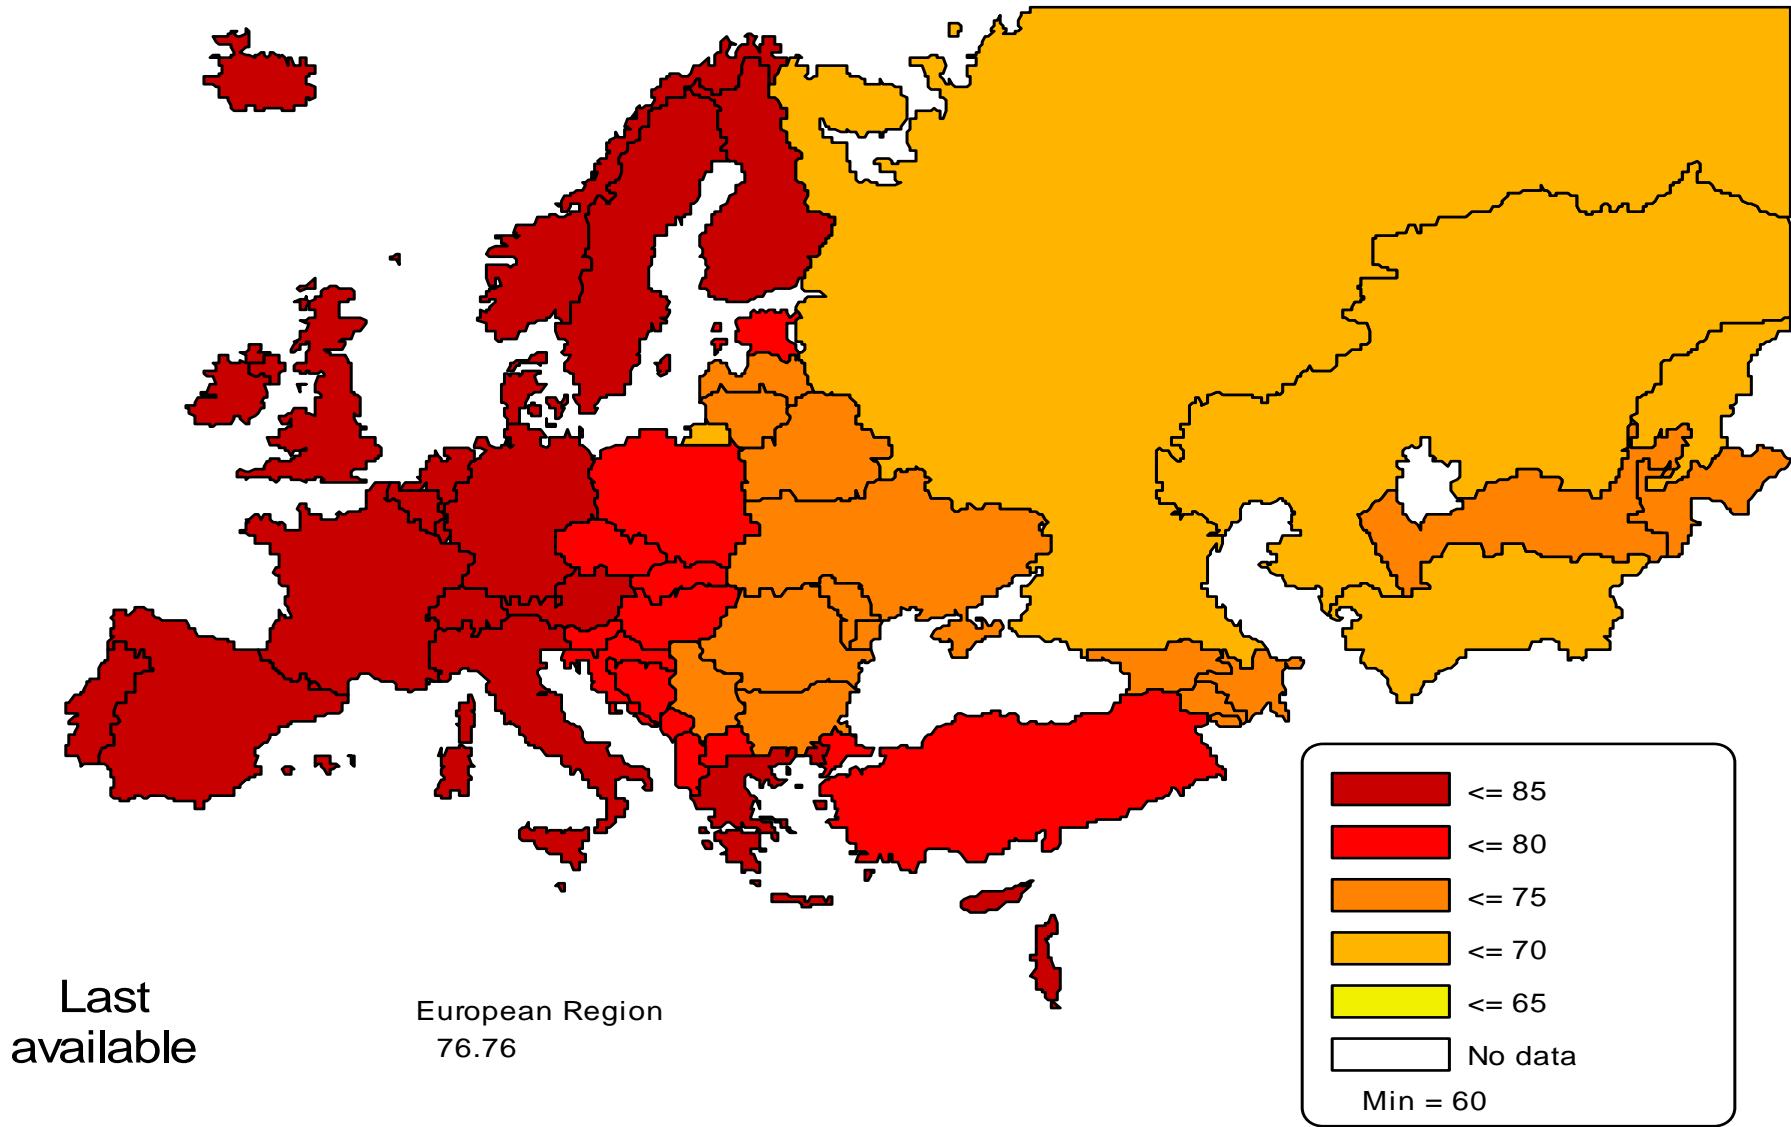 Last
available
European Region
76.76
<= 85
<= 80
<= 75
<= 70
<= 65
No data
Min = 60